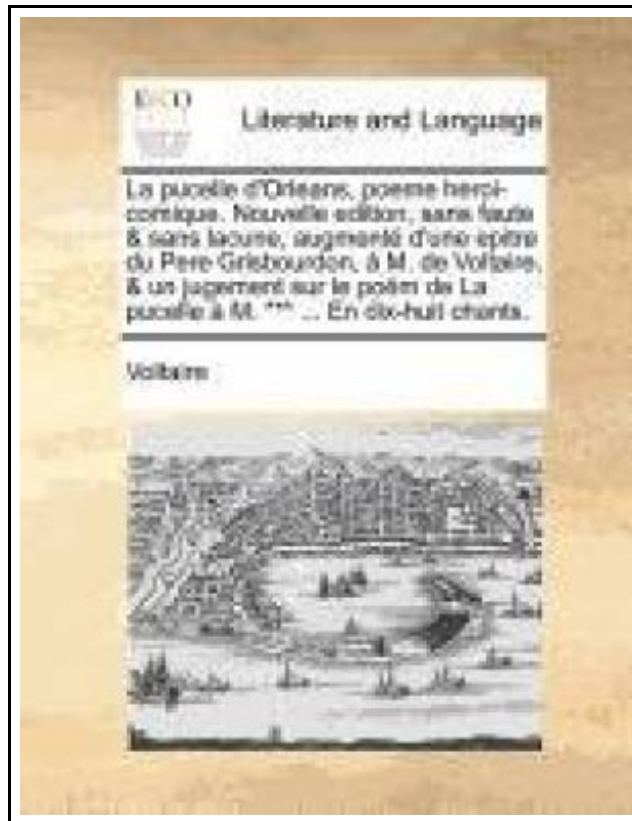 ECCO
Literature and Language
La pucelle d'Orleans, poeme heroi-
comique. Nouvelle edition, sans faute
& sans lacune, augmenté d'une epitre
du Pere Grisbourdon, à M. de Voltaire,
& un jugement sur le poëm de La
pucelle à M. *** ... En dix-huit chants.
Voltaire